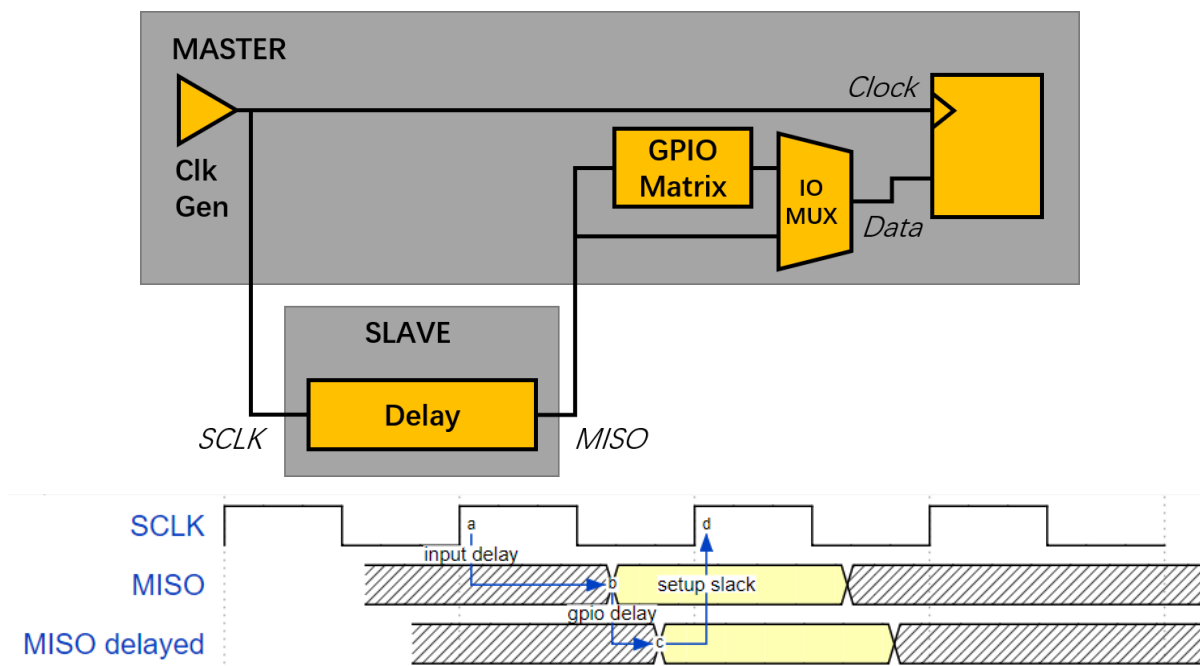 MASTER
Clk
Gen
Clock
GPIO
Matrix
IO
MUX
Data
SLAVE
Delay
SCLK
MISO
SCLK
a
d
input delay
MISO
b
setup slack
gpio delay
MISO delayed
c